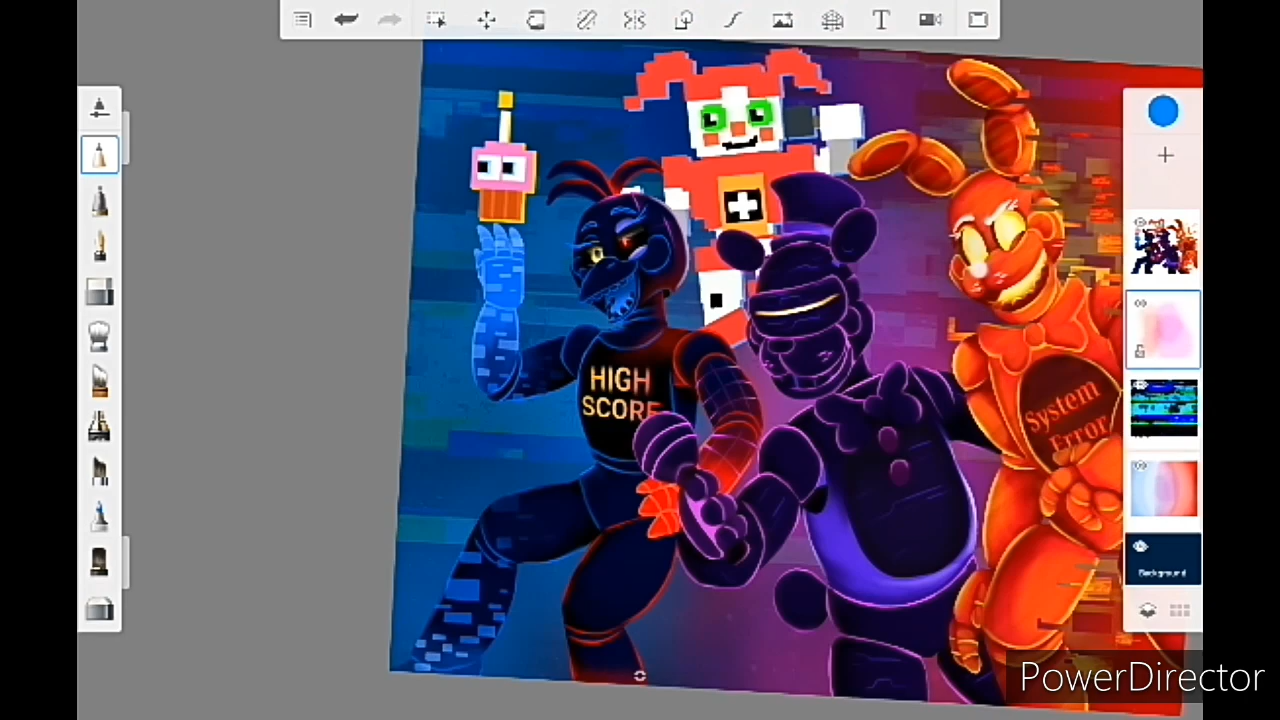 HIGH
SCORE
System
Error
Background
PowerDirector